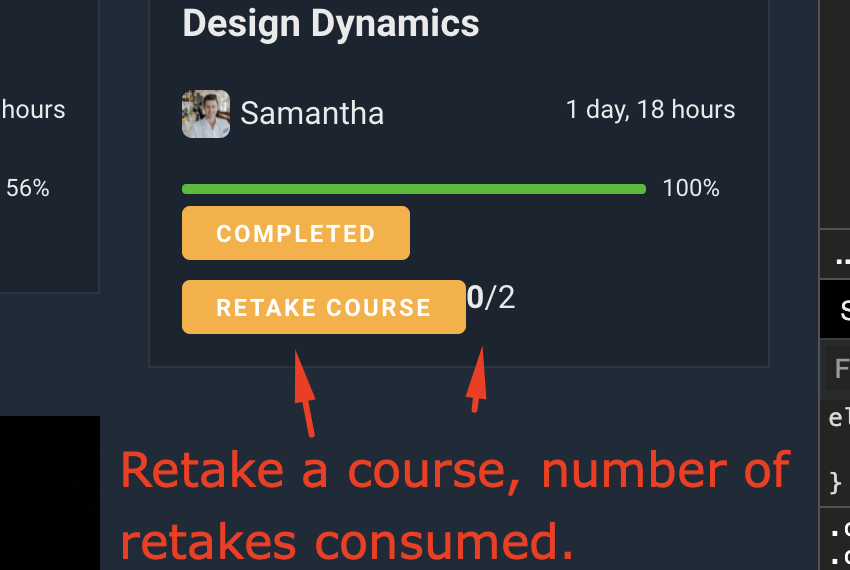 Design Dynamics
hours
Samantha
1 day, 18 hours
56%
100%
COMPLETED
RETAKE COURSE
0/2
Retake a course, number of
retakes consumed.
}